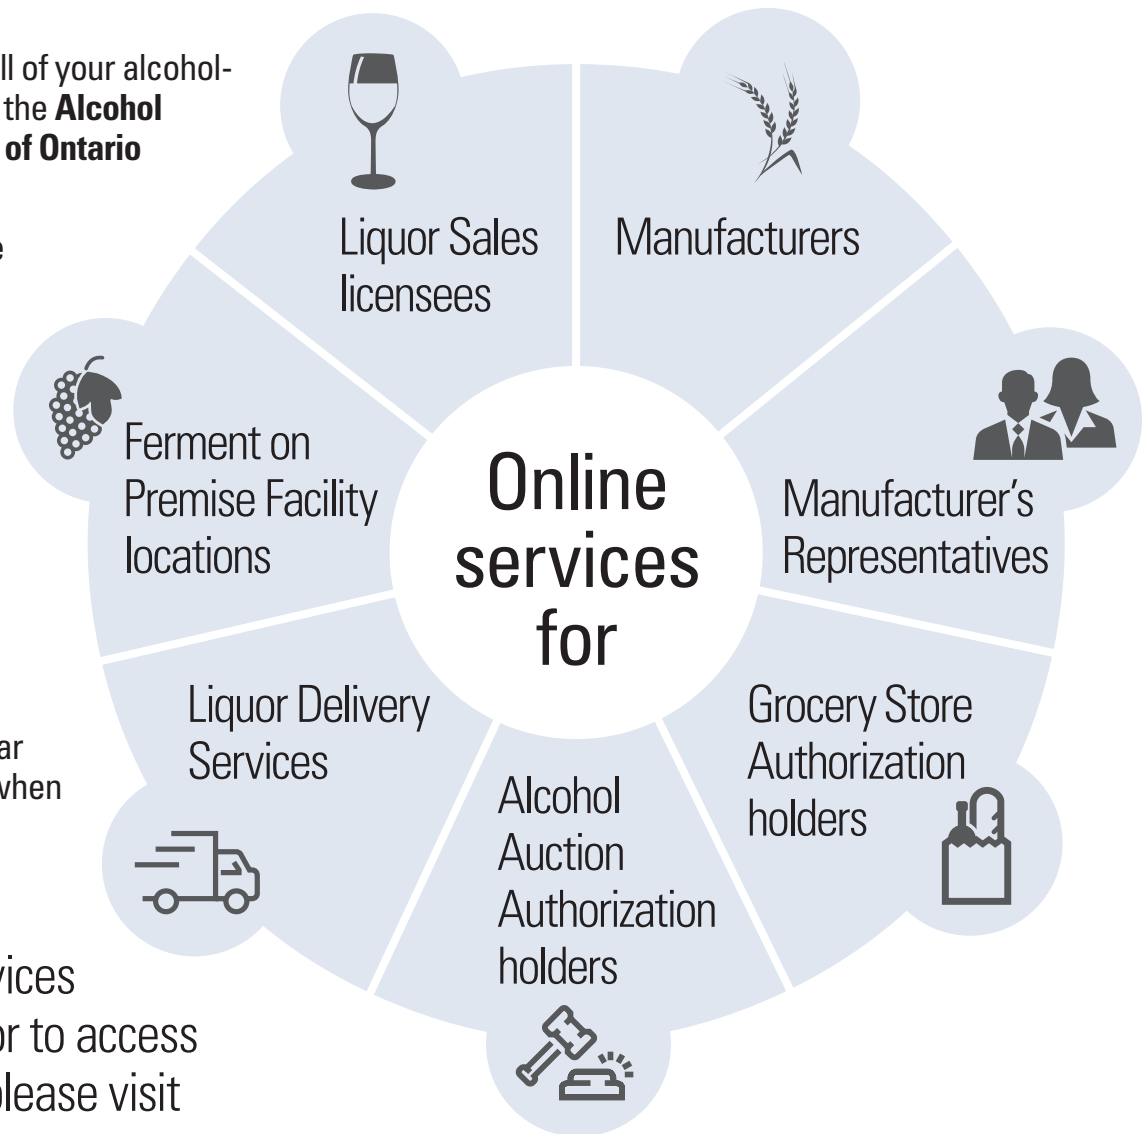 ll of your alcohol-
the Alcohol
of Ontario
e
ar
when
vices
or to access
please visit
Online
services
for
Liquor Sales
licensees
Manufacturers
Manufacturer's
Representatives
Grocery Store
Authorization
holders
Alcohol
Auction
Authorization
holders
Liquor Delivery
Services
Ferment on
Premise Facility
locations